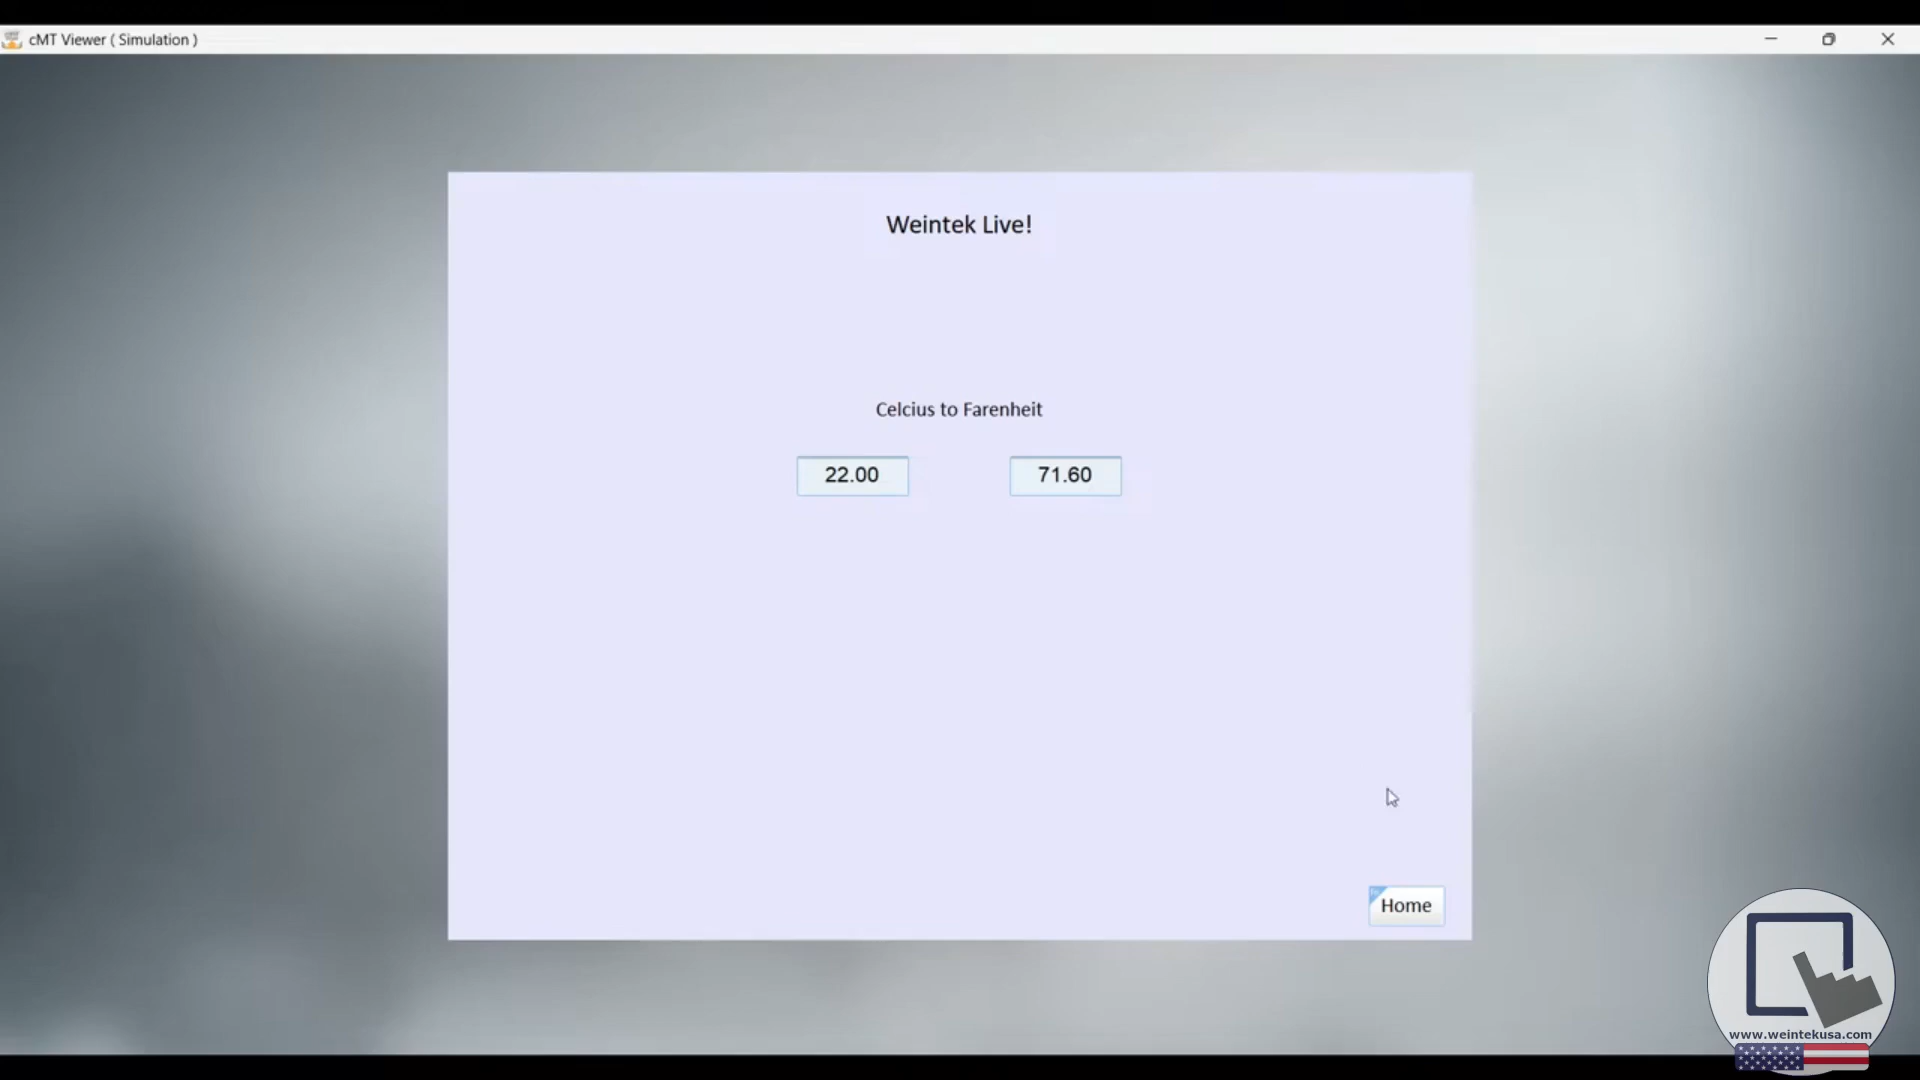 cMT Viewer ( Simulation )
Weintek Live!
Celcius to Farenheit
22.00 71.60
Home
www.weintekusa.com